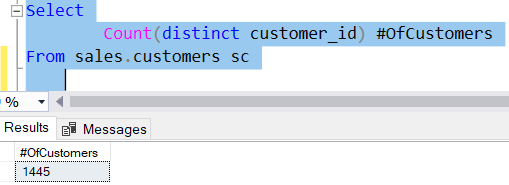 Select
Count(distinct customer_id) #OfCustomers
From sales.customers sc
%
Results Messages
#OfCustomers
1445